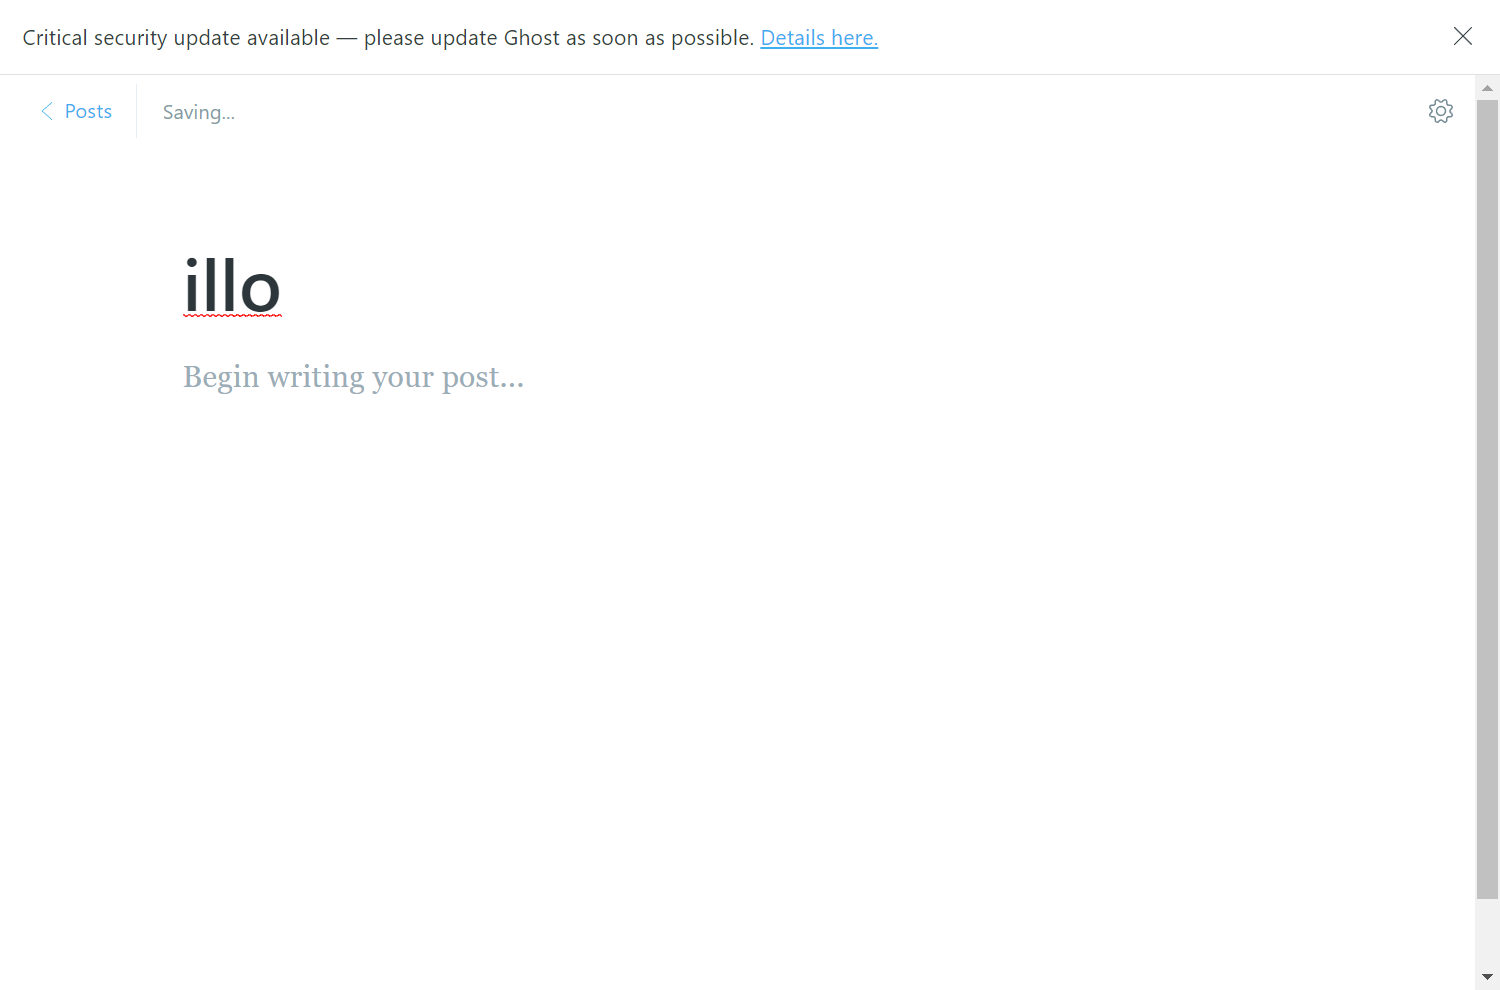 Critical security update available — please update Ghost as soon as possible. Details here.
Posts
Saving...
illo
Begin writing your post...